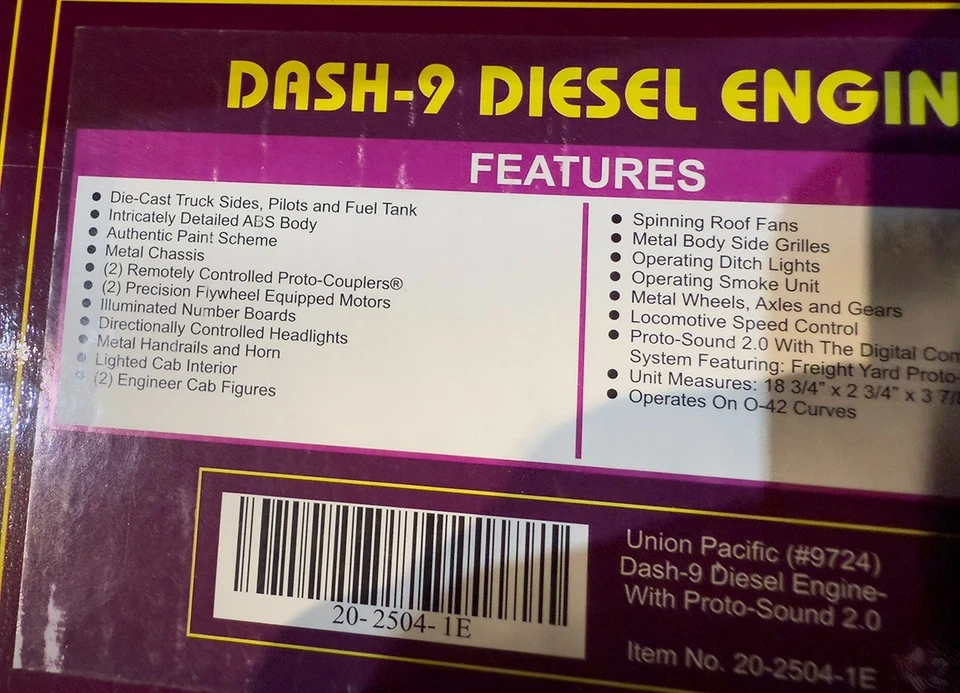 DASH-9 DIESEL ENGIN
FEATURES
• Die-Cast Truck Sides, Pilots and Fuel Tank
• Intricately Detailed ABS Body
• Authentic Paint Scheme
• Metal Chassis
• (2) Remotely Controlled Proto-Couplers®
• (2) Precision Flywheel Equipped Motors
• Illuminated Number Boards
• Directionally Controlled Headlights
• Metal Handrails and Horn
• Lighted Cab Interior
• (2) Engineer Cab Figures
• Spinning Roof Fans
• Metal Body Side Grilles
• Operating Ditch Lights
• Operating Smoke Unit
• Metal Wheels, Axles and Gears
• Locomotive Speed Control
• Proto-Sound 2.0 With The Digital Com
System Featuring: Freight Yard Proto-
• Unit Measures: 18 3/4" x 2 3/4" x 3 7/8
• Operates On O-42 Curves
20-2504-1E
Union Pacific (#9724)
Dash-9 Diesel Engine-
With Proto-Sound 2.0
Item No. 20-2504-1E